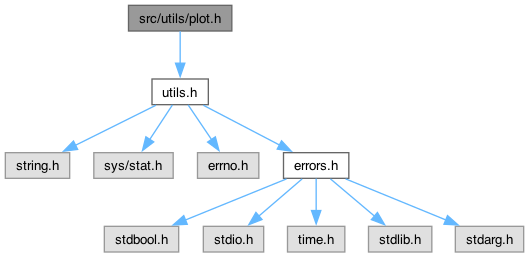 src/utils/plot.h
utils.h
string.h
sys/stat.h
errno.h
errors.h
stdbool.h
stdio.h
time.h
stdlib.h
stdarg.h